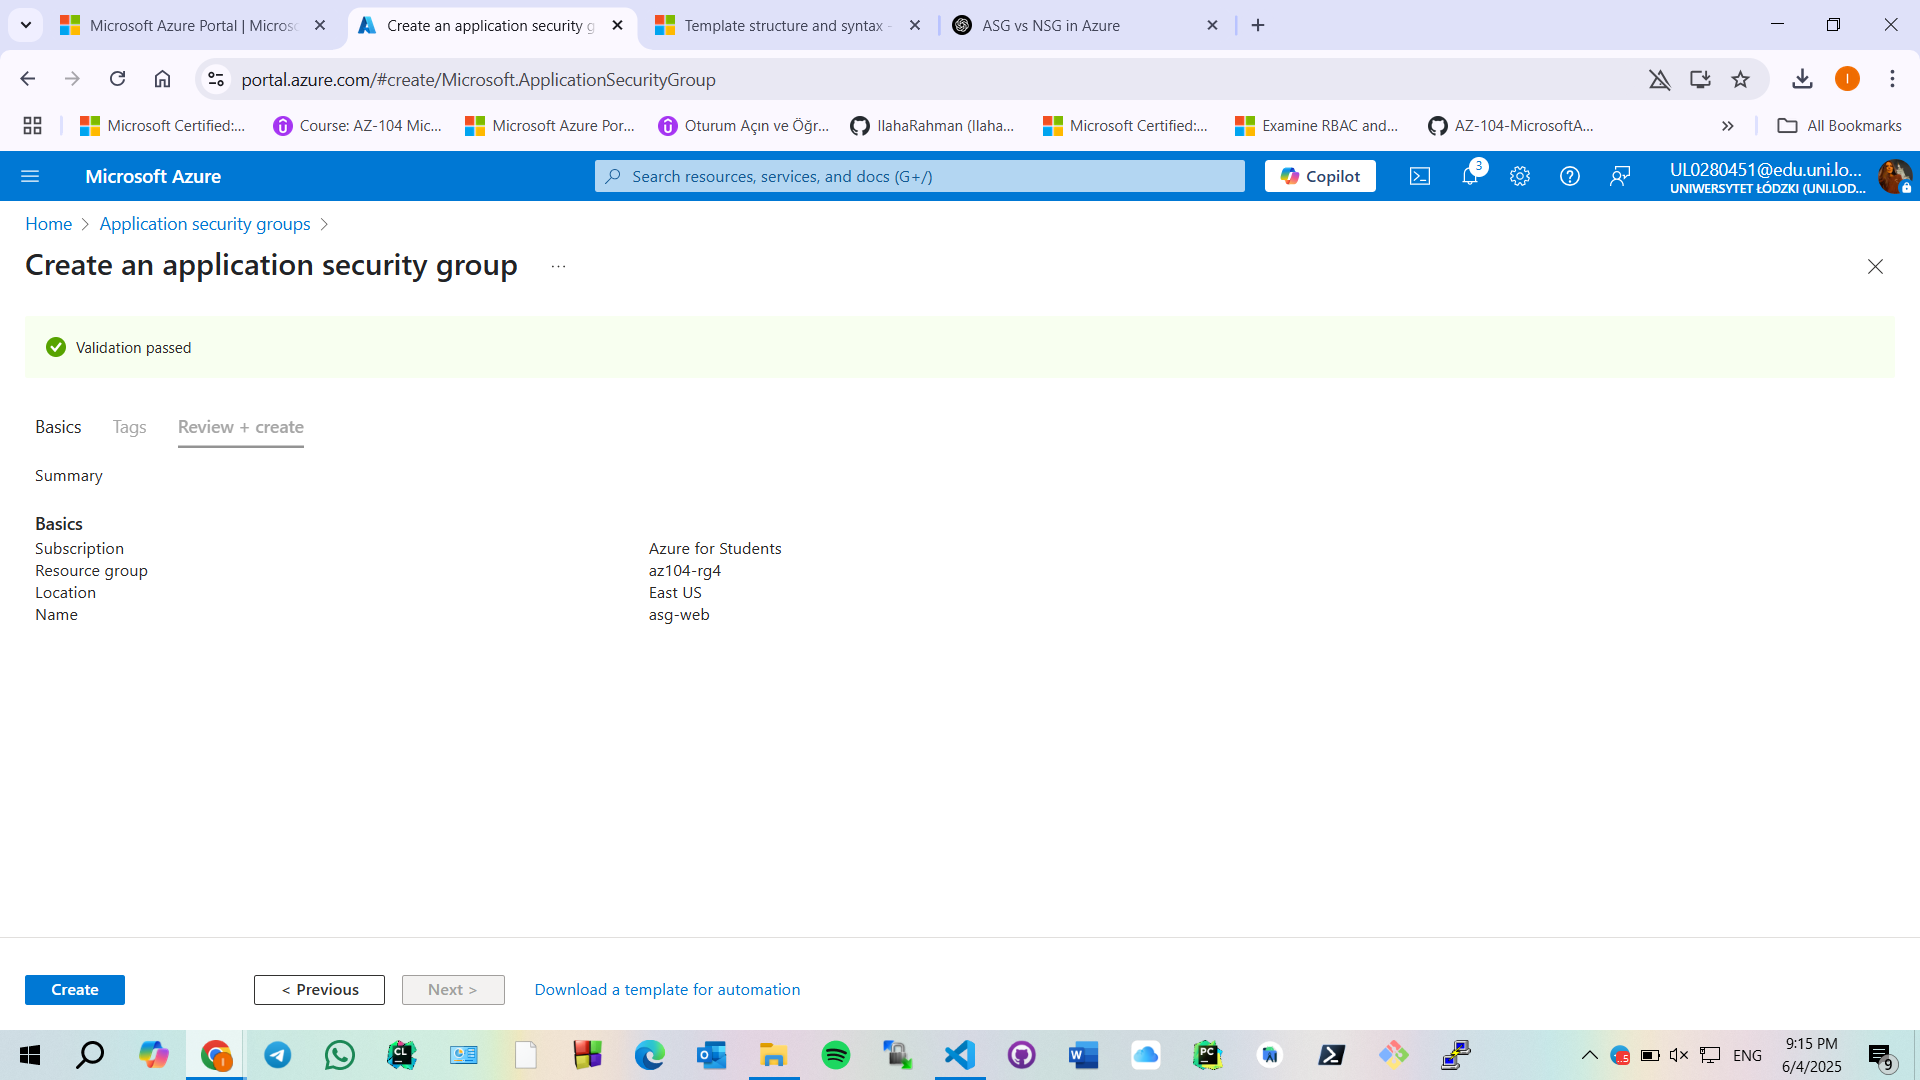 Microsoft Azure Portal | Micros
Create an application security g
Template structure and syntax -
ASG vs NSG in Azure
portal.azure.com/#create/Microsoft.ApplicationSecurityGroup
I
Microsoft Certified:...
Course: AZ-104 Mic...
Microsoft Azure Por...
Oturum Açın ve Öğr...
IlahaRahman (Ilaha...
Microsoft Certified:...
Examine RBAC and...
AZ-104-MicrosoftA...
All Bookmarks
Microsoft Azure
Search resources, services, and docs (G+/)
Copilot
3
UL0280451@edu.uni.lo...
UNIWERSYTET ŁÓDZKI (UNI.LOD...
Home
Application security groups
Create an application security group
...
Validation passed
Basics
Tags
Review + create
Summary
Basics
Subscription
Azure for Students
Resource group
az104-rg4
Location
East US
Name
asg-web
Create
< Previous
Next >
Download a template for automation
ENG
9:15 PM
6/4/2025
9